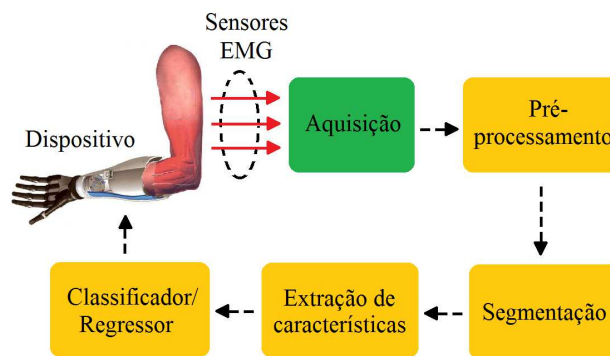 Sensores
EMG
Dispositivo
Aquisição
Pré-
processamento
Classificador/
Regressor
Extração de
características
Segmentação